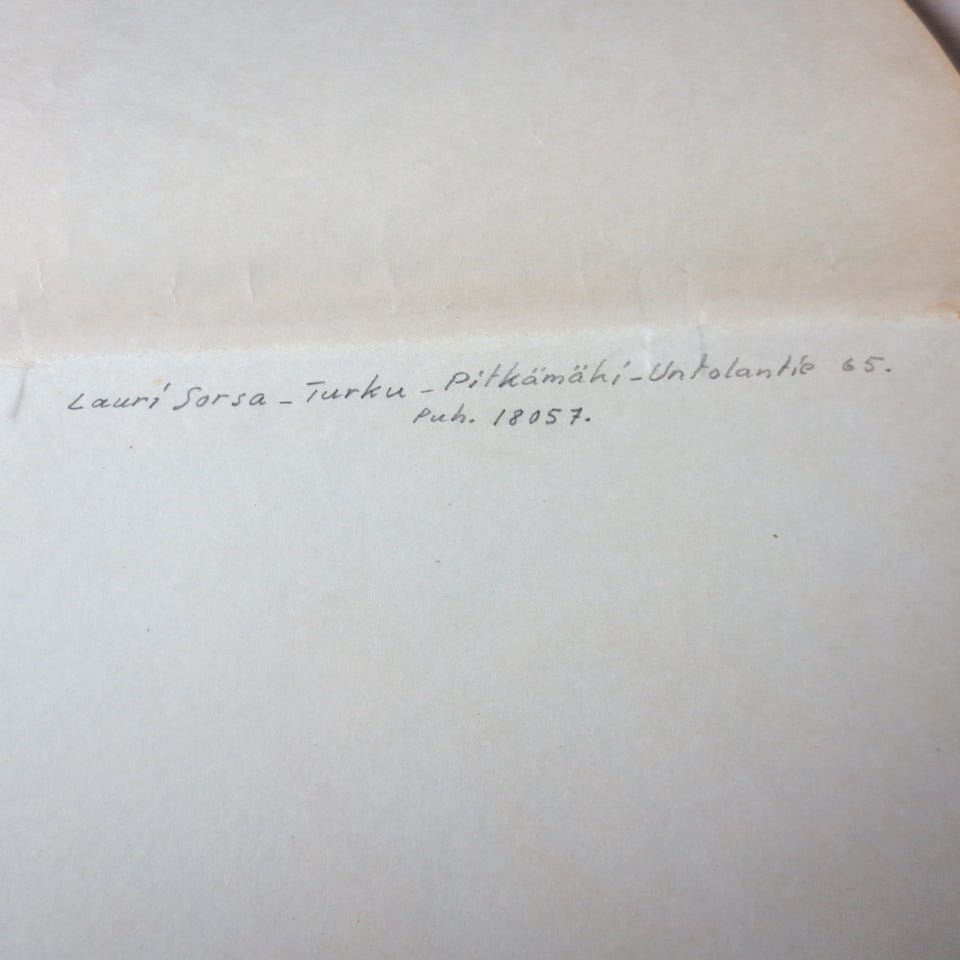 Lauri Sorsa - Turku - Pitkämäki - Untolantie 65.
Puh. 18057.